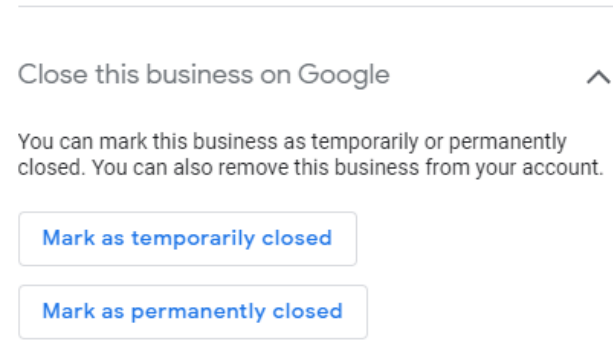 Close this business on Google
You can mark this business as temporarily or permanently
closed. You can also remove this business from your account.
Mark as temporarily closed
Mark as permanently closed